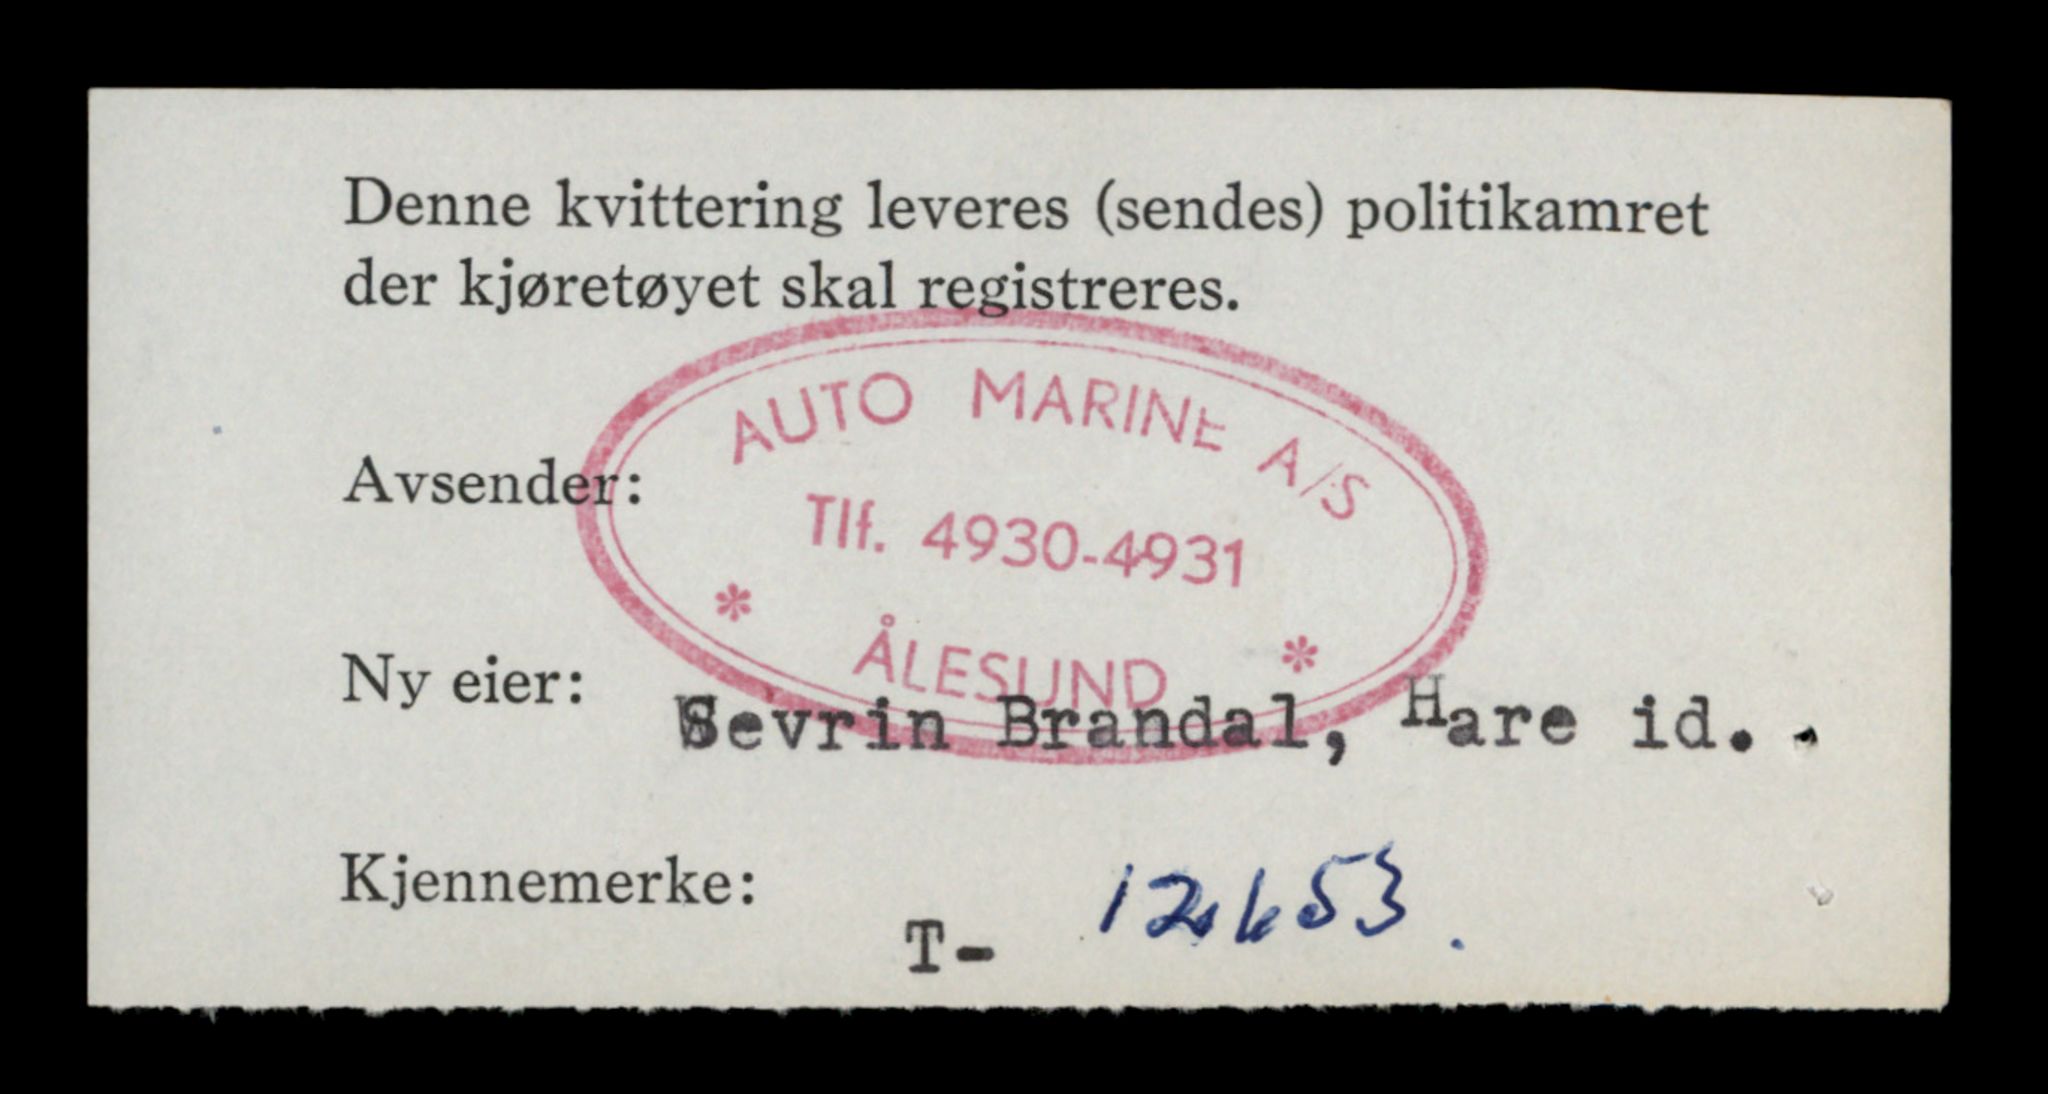 Denne kvittering leveres (sendes) politikamret
der kjøretøyet skal registreres.
AUTO MARINE A/S
Avsender:
Tlf. 4930-4931
* ÅLESUND *
Ny eier: Sevrin Brandal, Hare id.
Kjennemerke:
T- 12653.